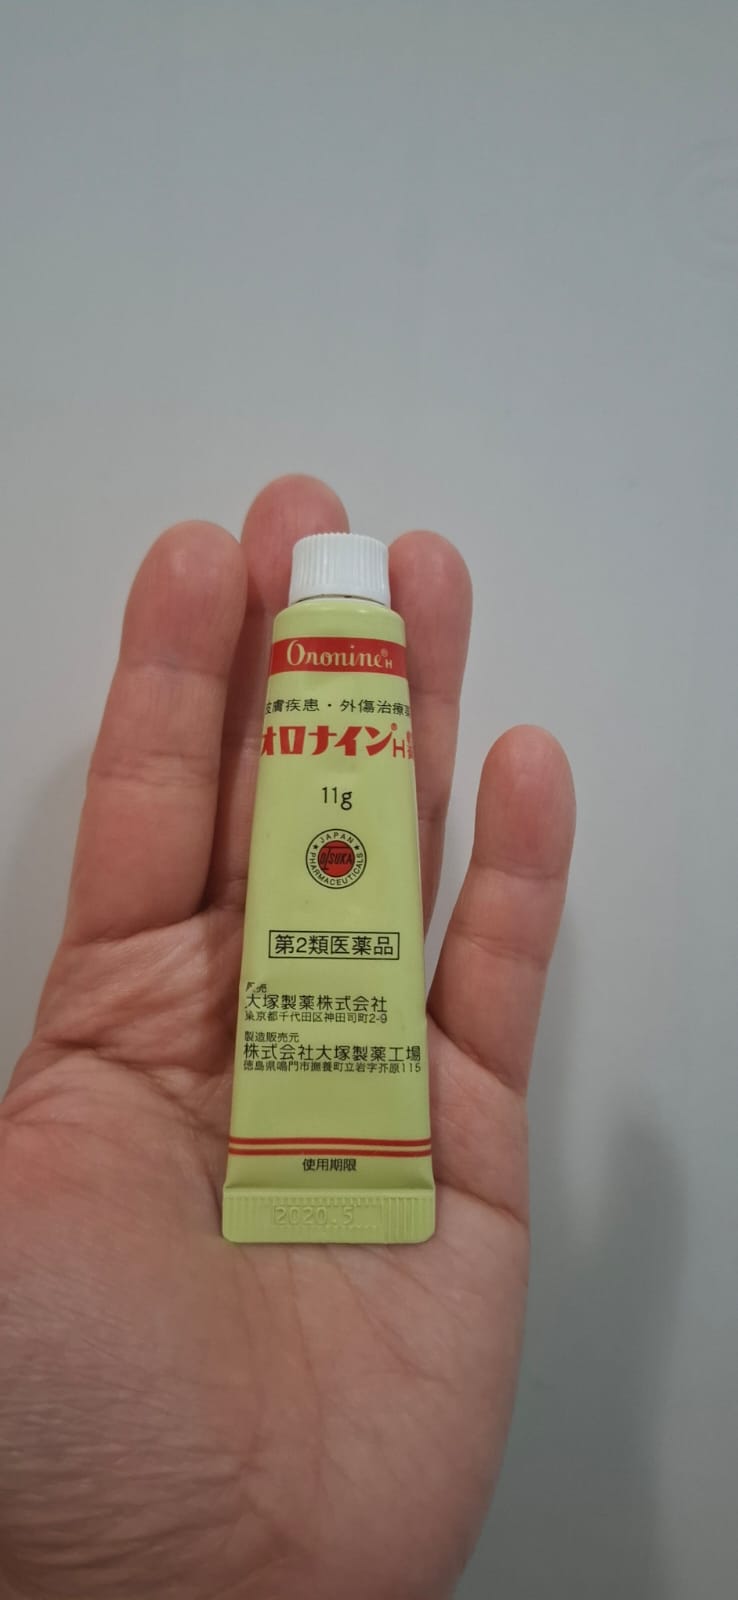 Oronine® H
皮膚疾患・外傷治療薬
オロナイン®H
11g
JAPAN
OTSUKA
PHARMACEUTICALS
第2類医薬品
販売
大塚製薬株式会社
東京都千代田区神田司町2-9
製造販売元
株式会社大塚製薬工場
徳島県鳴門市撫養町立岩字芥原115
使用期限
2020.5